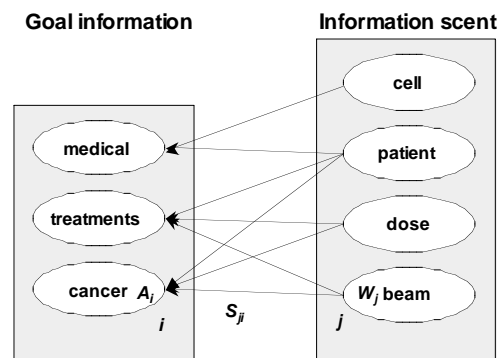 Goal information
Information scent
cell
medical
patient
treatments
dose
cancer A_i
W_j beam
i
S_ji
j